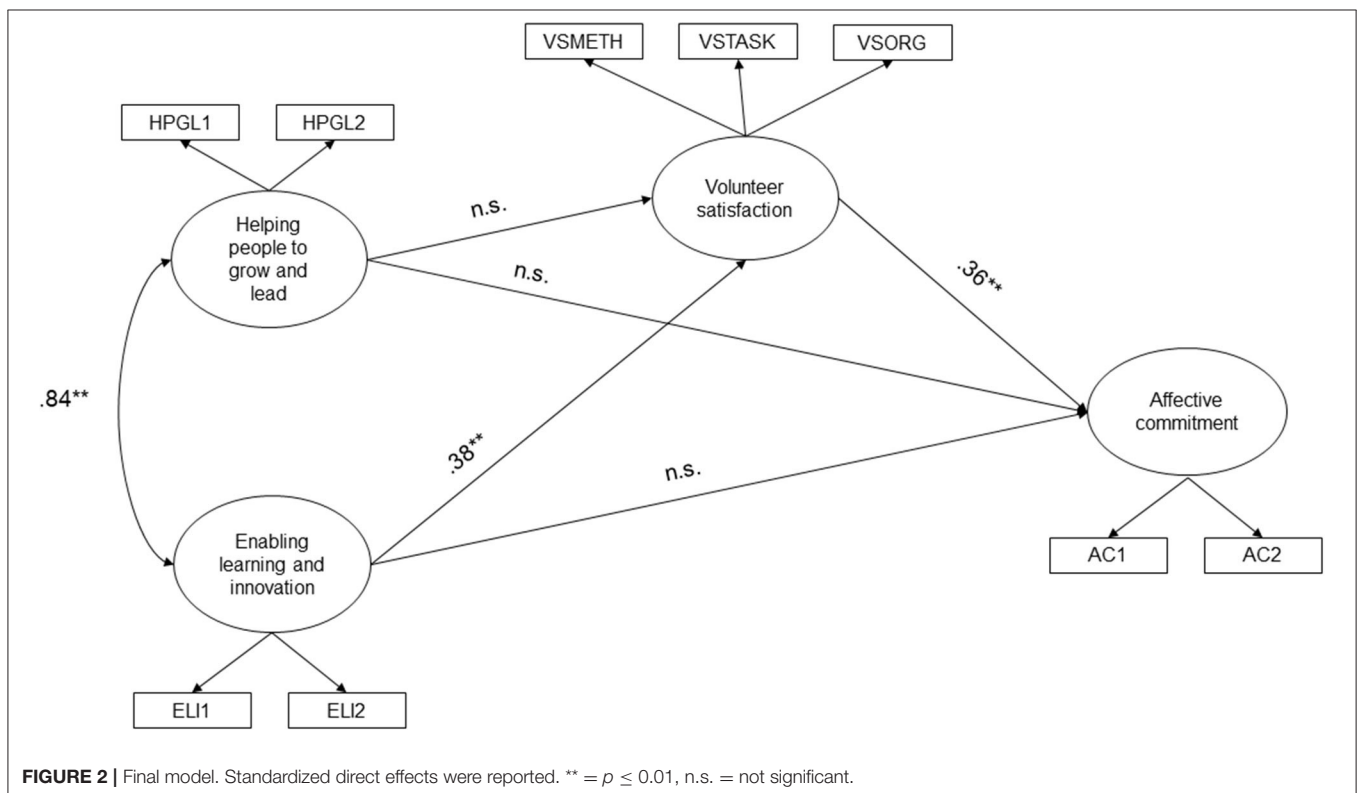 VSMETH
VSTASK
VSORG
HPGL1
HPGL2
Helping
people to
grow and
lead
Volunteer
satisfaction
n.s.
n.s.
.36**
.84**
.38**
n.s.
Affective
commitment
Enabling
learning and
innovation
AC1
AC2
ELI1
ELI2
FIGURE 2 | Final model. Standardized direct effects were reported. ** = p ≤ 0.01, n.s. = not significant.